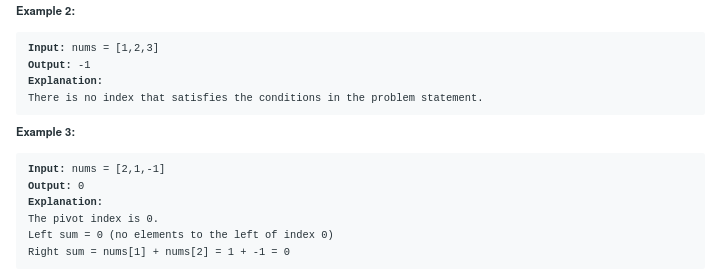 Example 2:
Input: nums = [1,2,3]
Output: -1
Explanation:
There is no index that satisfies the conditions in the problem statement.
Example 3:
Input: nums = [2,1,-1]
Output: 0
Explanation:
The pivot index is 0.
Left sum = 0 (no elements to the left of index 0)
Right sum = nums[1] + nums[2] = 1 + -1 = 0